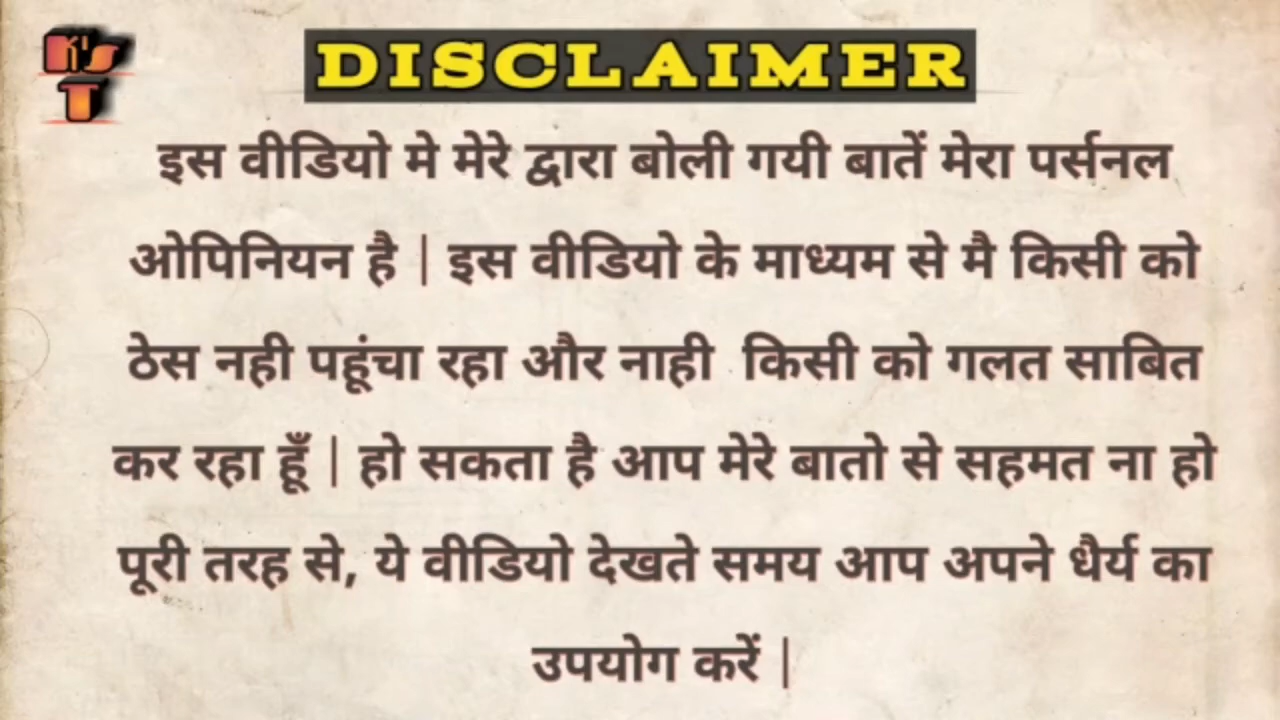 K's
T
DISCLAIMER
इस वीडियो मे मेरे द्वारा बोली गयी बातें मेरा पर्सनल
ओपिनियन है | इस वीडियो के माध्यम से मै किसी को
ठेस नही पहूंचा रहा और नाही किसी को गलत साबित
कर रहा हूँ | हो सकता है आप मेरे बातो से सहमत ना हो
पूरी तरह से, ये वीडियो देखते समय आप अपने धैर्य का
उपयोग करें |